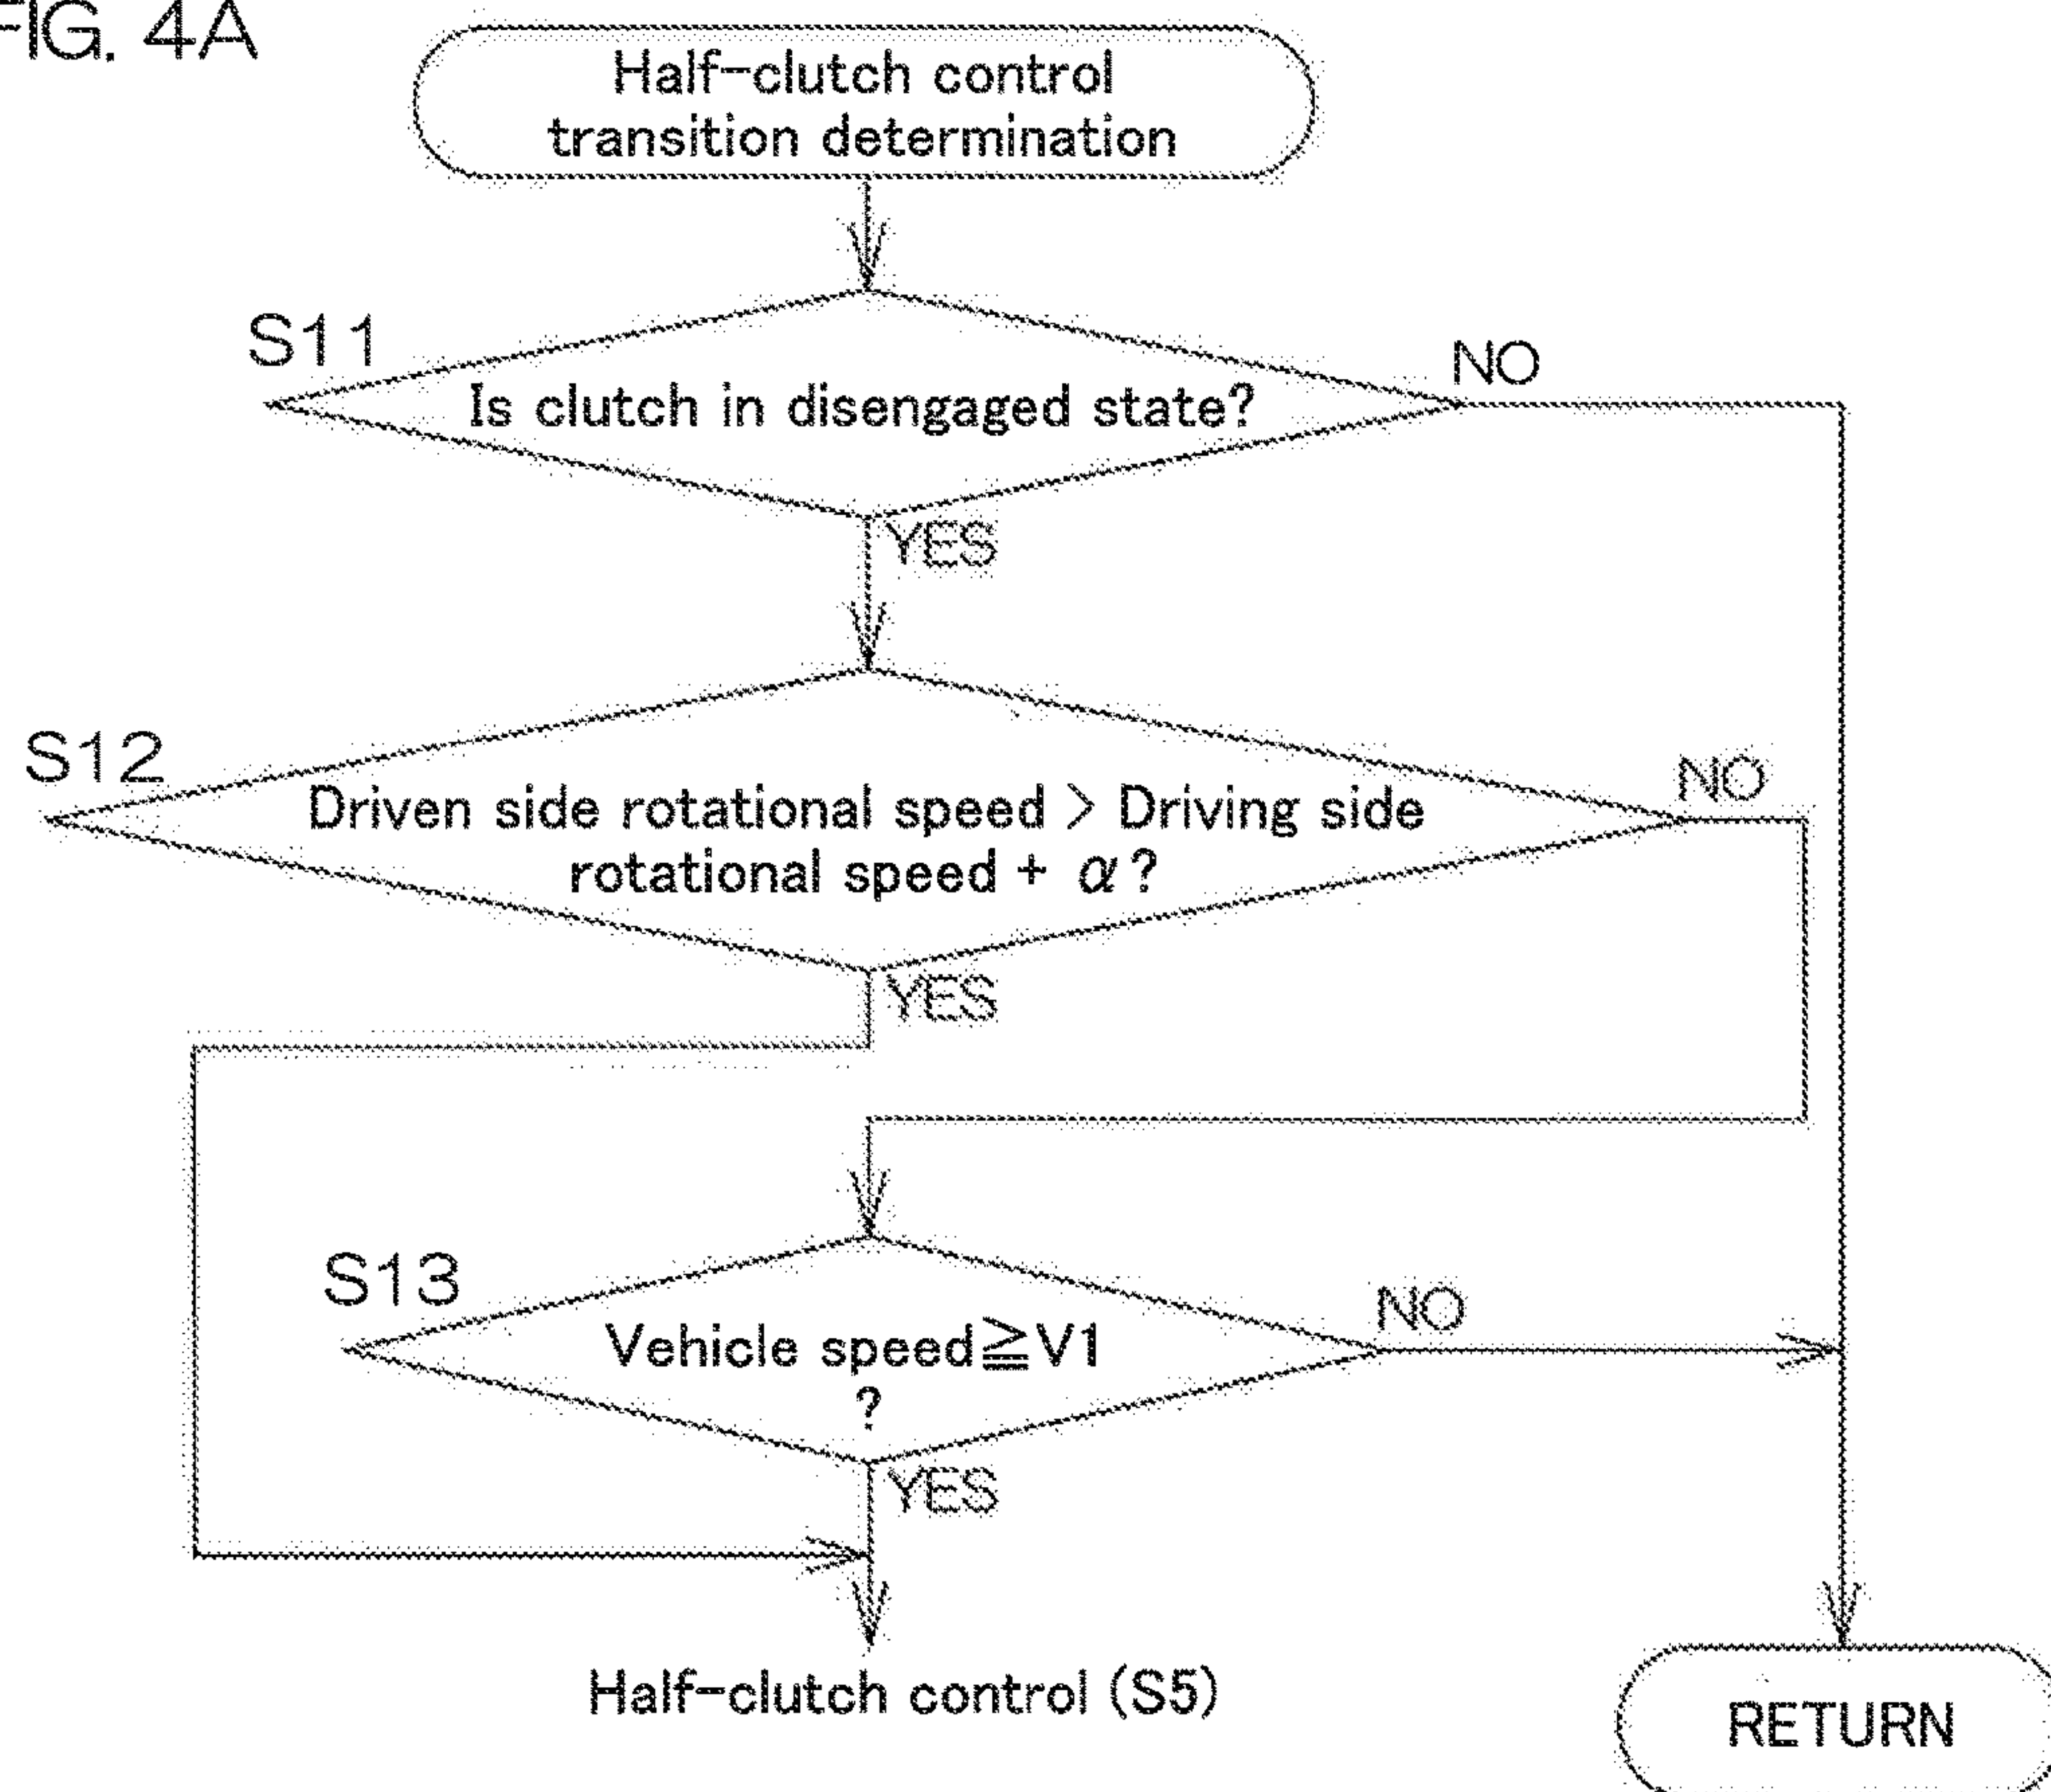 FIG. 4A
Half-clutch control
transition determination
S11
Is clutch in disengaged state?
NO
YES
S12
Driven side rotational speed > Driving side
rotational speed + α?
NO
YES
S13
Vehicle speed≧V1
?
NO
YES
Half-clutch control (S5)
RETURN